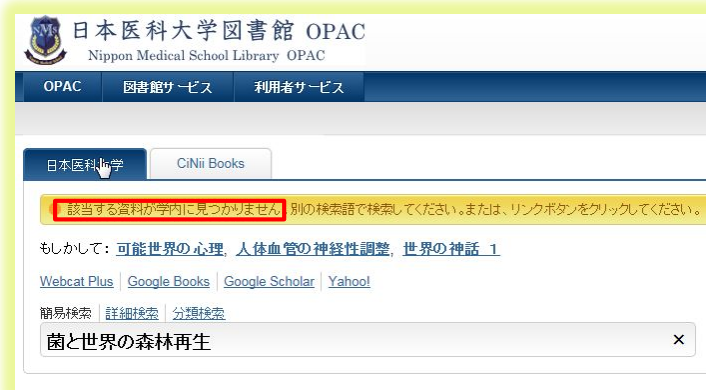 日本医科大学図書館 OPAC
Nippon Medical School Library OPAC
OPAC 図書館サービス 利用者サービス
日本医科大学 CiNii Books
該当する資料が学内に見つかりません。別の検索語で検索してください。または、リンクボタンをクリックしてください。
もしかして: 可能世界の心理, 人体血管の神経性調整, 世界の神話 1
Webcat Plus Google Books Google Scholar Yahoo!
簡易検索 詳細検索 分類検索
菌と世界の森林再生 ×